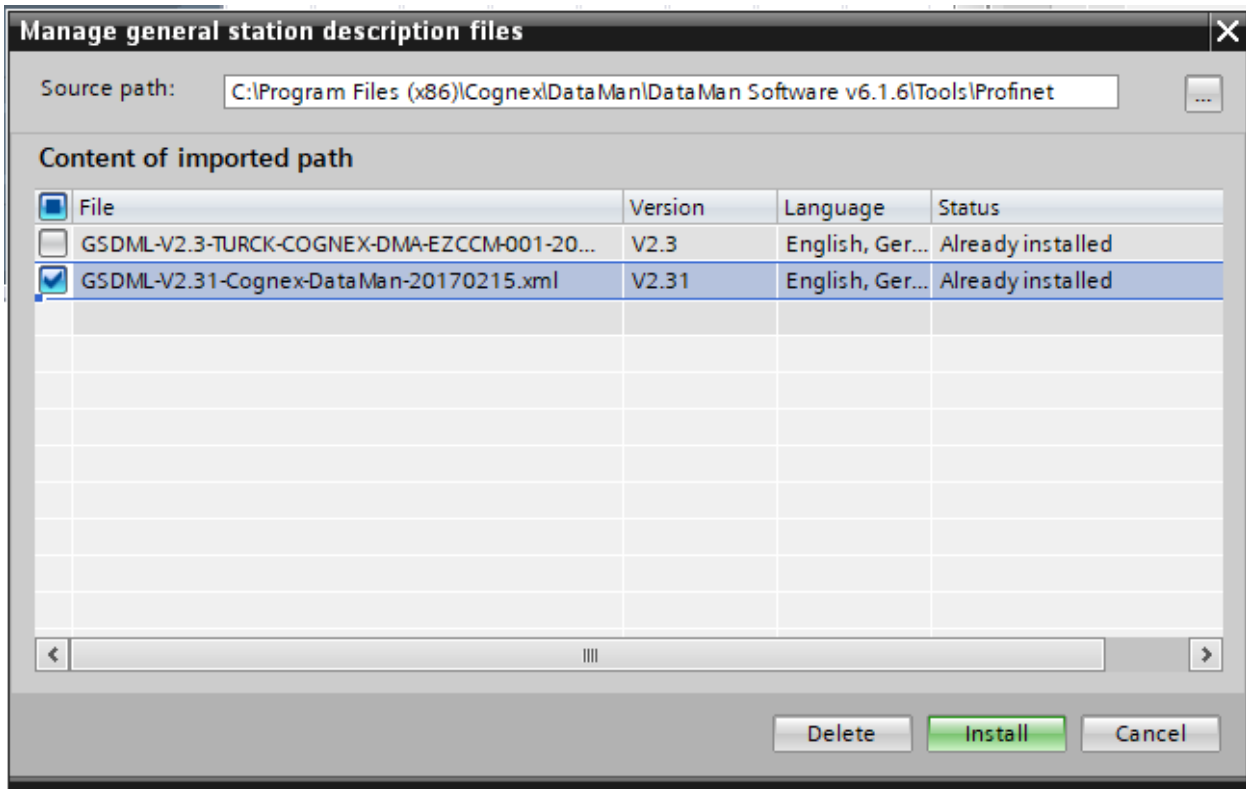 Manage general station description files
Source path: C:\Program Files (x86)\Cognex\DataMan\DataMan Software v6.1.6\Tools\Profinet ...
Content of imported path
File Version Language Status
GSDML-V2.3-TURCK-COGNEX-DMA-EZCCM-001-20... V2.3 English, Ger... Already installed
GSDML-V2.31-Cognex-DataMan-20170215.xml V2.31 English, Ger... Already installed
Delete Install Cancel